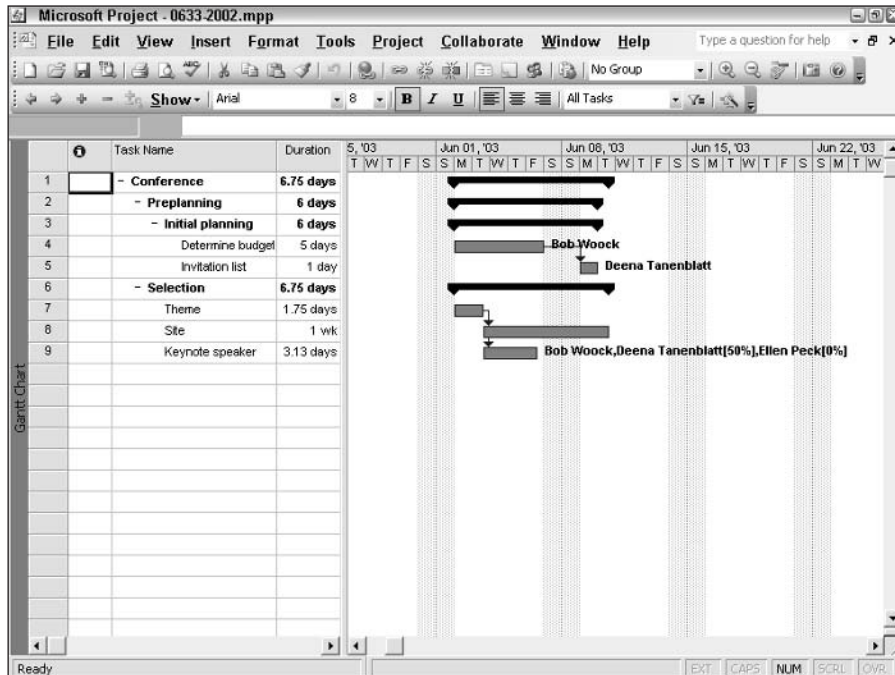 Microsoft Project - 0633-2002.mpp
File Edit View Insert Format Tools Project Collaborate Window Help Type a question for help
No Group
Show Arial 8 B I U All Tasks
Task Name Duration 5, '03 Jun 01, '03 Jun 08, '03 Jun 15, '03 Jun 22, '03
T W T F S S M T W T F S S M T W T F S S M T W T F S S M T W
1 - Conference 6.75 days
2 - Preplanning 6 days
3 - Initial planning 6 days
4 Determine budget 5 days Bob Woock
5 Invitation list 1 day Deena Tanenblatt
6 - Selection 6.75 days
7 Theme 1.75 days
8 Site 1 wk
9 Keynote speaker 3.13 days Bob Woock,Deena Tanenblatt[50%],Ellen Peck[0%]
Gantt Chart
Ready EXT CAPS NUM SCRL OVR